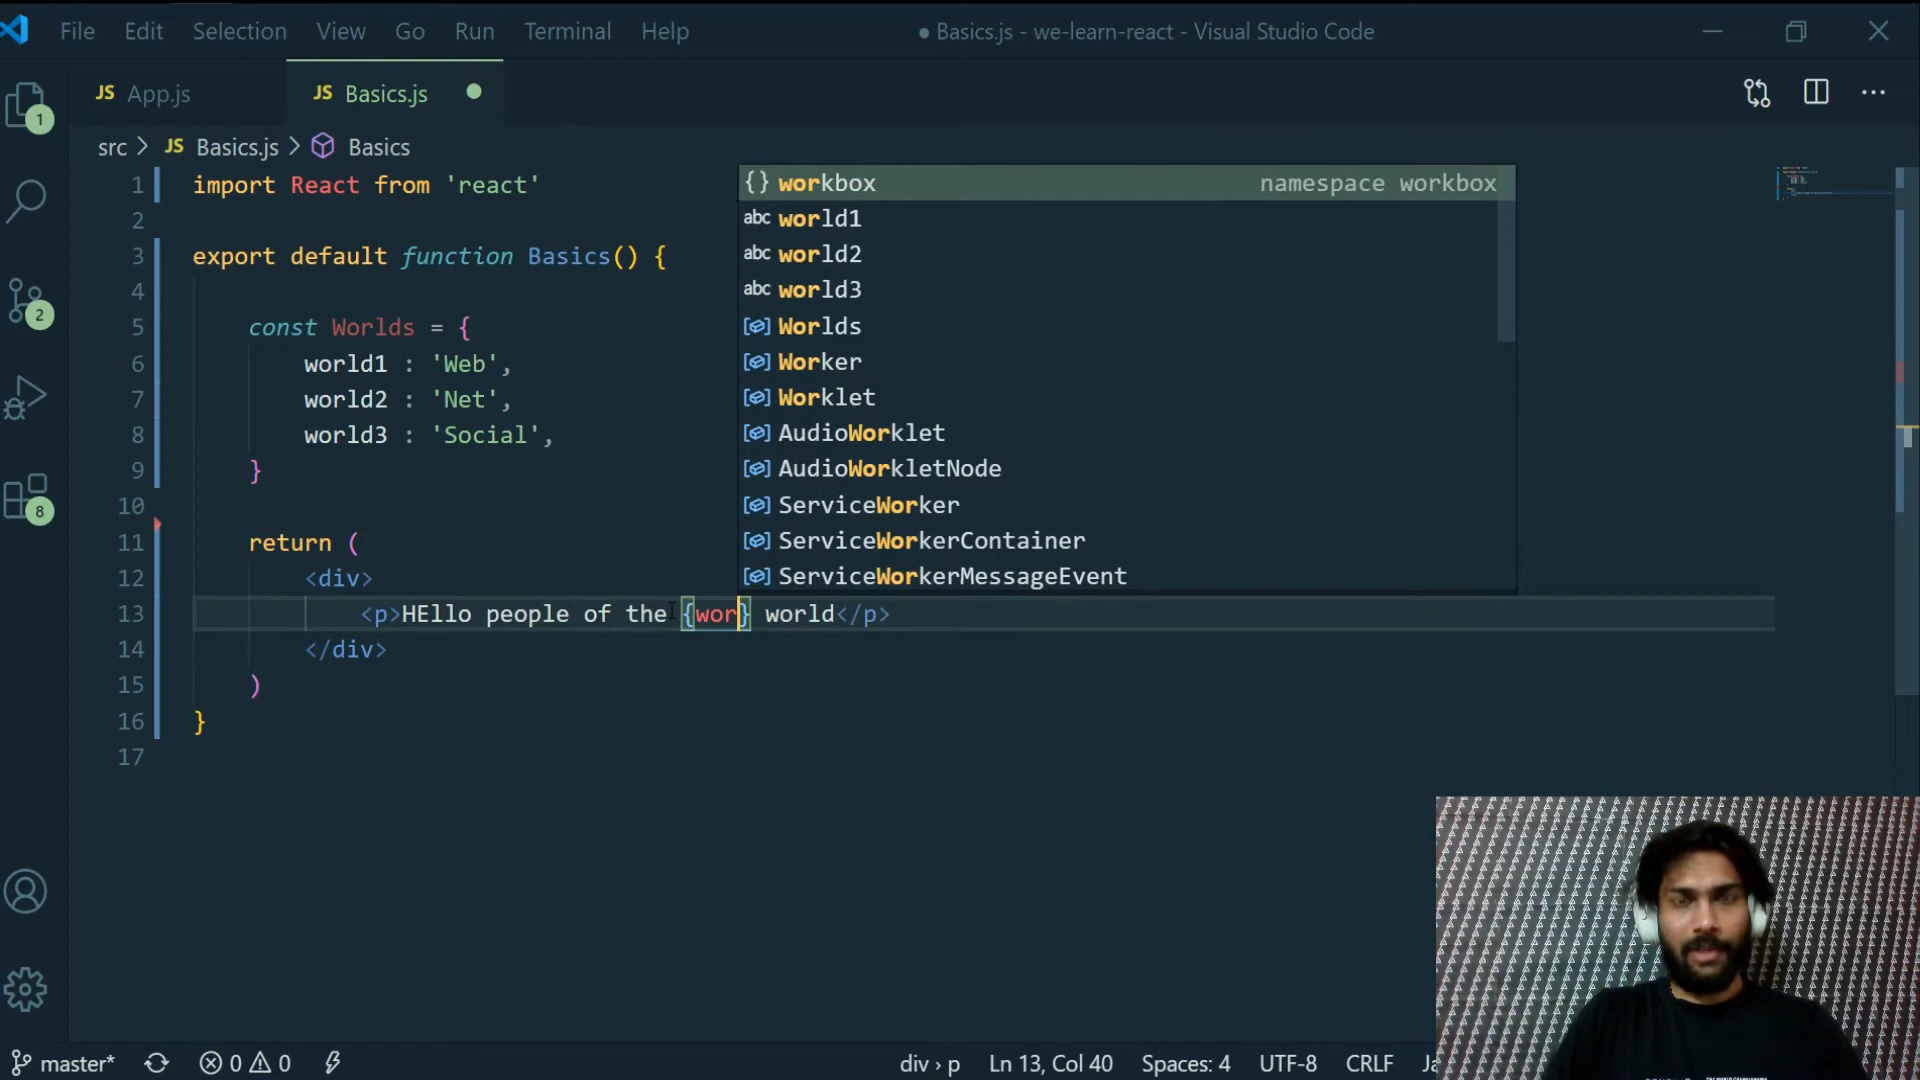 File Edit Selection View Go Run Terminal Help
● Basics.js - we-learn-react - Visual Studio Code
JS App.js
JS Basics.js
src > JS Basics.js > Basics
1 import React from 'react'
2
3 export default function Basics() {
4
5 const Worlds = {
6 world1 : 'Web',
7 world2 : 'Net',
8 world3 : 'Social',
9 }
10
11 return (
12 <div>
13 <p>HEllo people of the {wor} world</p>
14 </div>
15 )
16 }
17
{} workbox namespace workbox
abc world1
abc world2
abc world3
Worlds
Worker
Worklet
AudioWorklet
AudioWorkletNode
ServiceWorker
ServiceWorkerContainer
ServiceWorkerMessageEvent
1
2
8
master* 0 0 div › p Ln 13, Col 40 Spaces: 4 UTF-8 CRLF